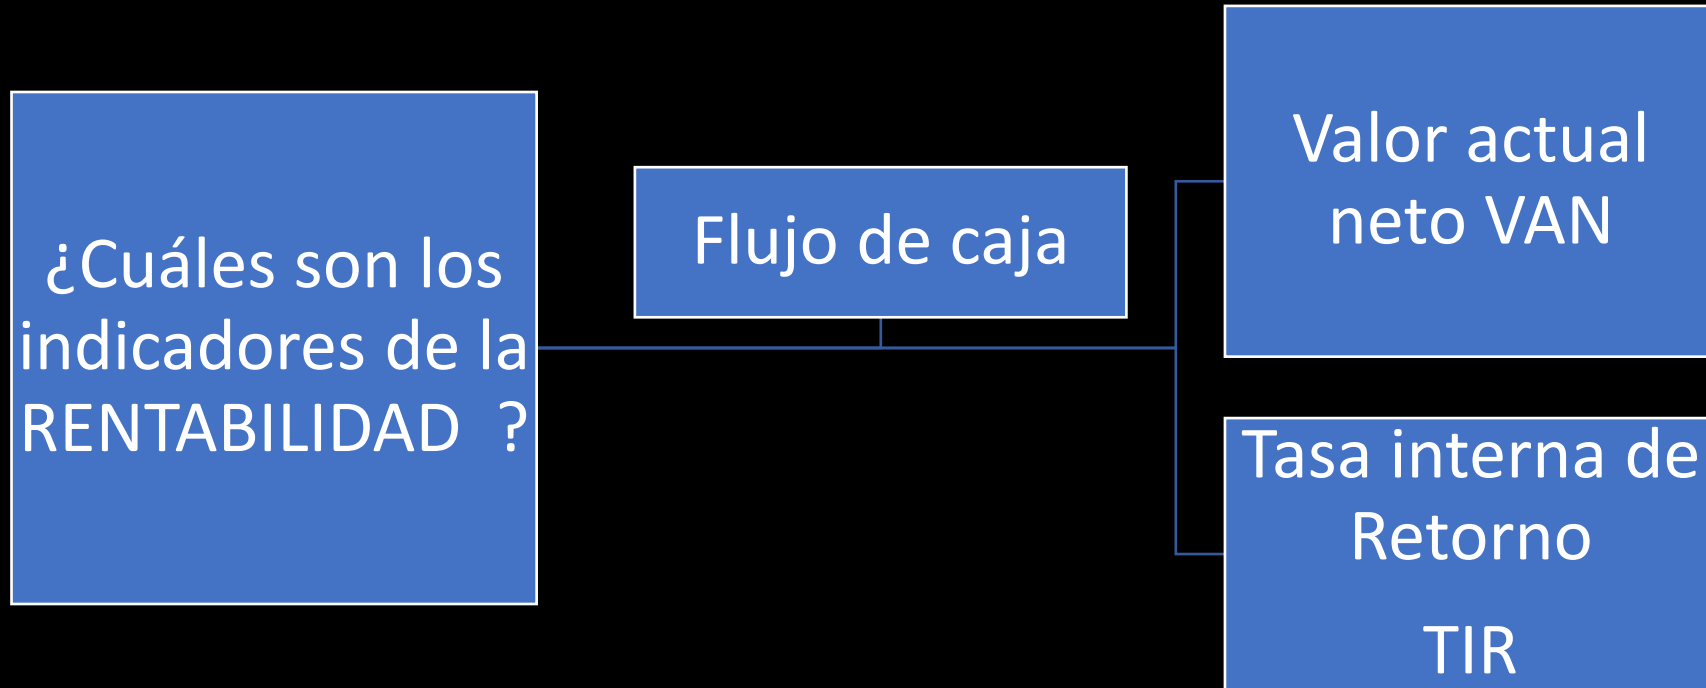 ¿Cuáles son los
indicadores de la
RENTABILIDAD ?
Flujo de caja
Valor actual
neto VAN
Tasa interna de
Retorno
TIR